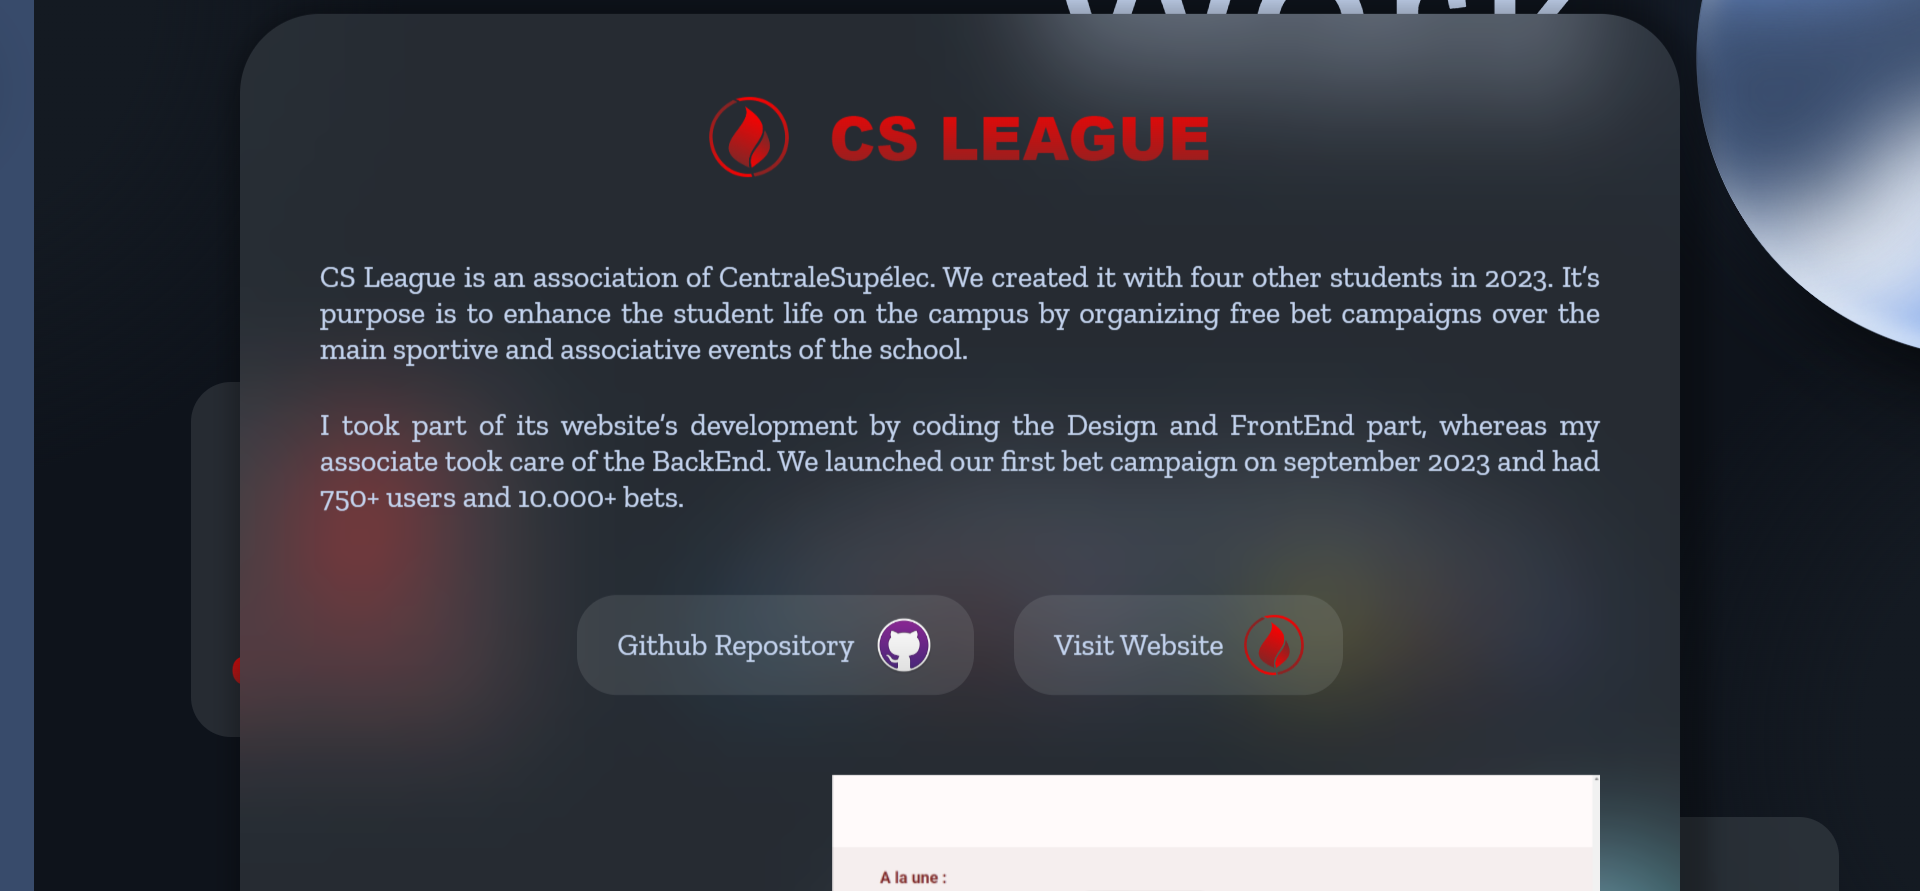 Work
CS LEAGUE
CS League is an association of CentraleSupélec. We created it with four other students in 2023. It's
purpose is to enhance the student life on the campus by organizing free bet campaigns over the
main sportive and associative events of the school.
I took part of its website's development by coding the Design and FrontEnd part, whereas my
associate took care of the BackEnd. We launched our first bet campaign on september 2023 and had
750+ users and 10.000+ bets.
Github Repository
Visit Website
A la une :